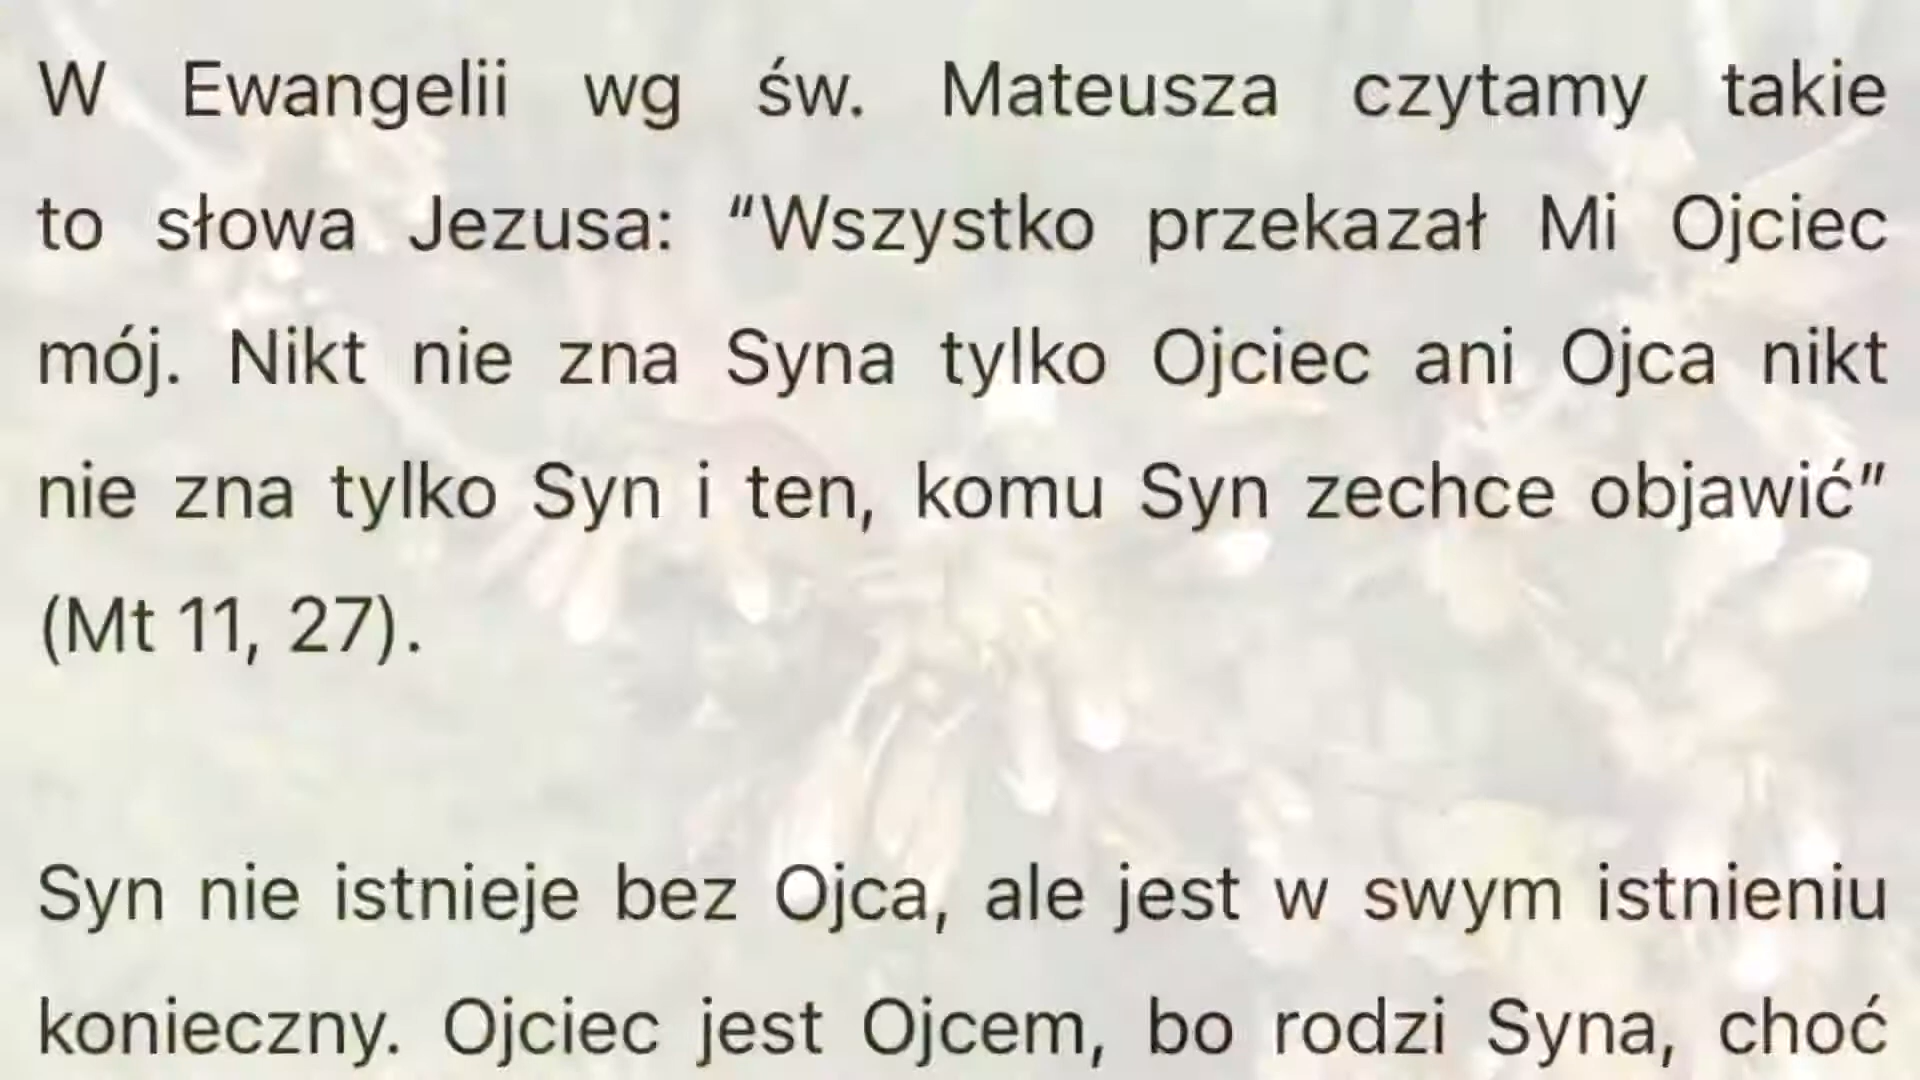 W Ewangelii wg św. Mateusza czytamy takie
to słowa Jezusa: “Wszystko przekazał Mi Ojciec
mój. Nikt nie zna Syna tylko Ojciec ani Ojca nikt
nie zna tylko Syn i ten, komu Syn zechce objawić”
(Mt 11, 27).
Syn nie istnieje bez Ojca, ale jest w swym istnieniu
konieczny. Ojciec jest Ojcem, bo rodzi Syna, choć